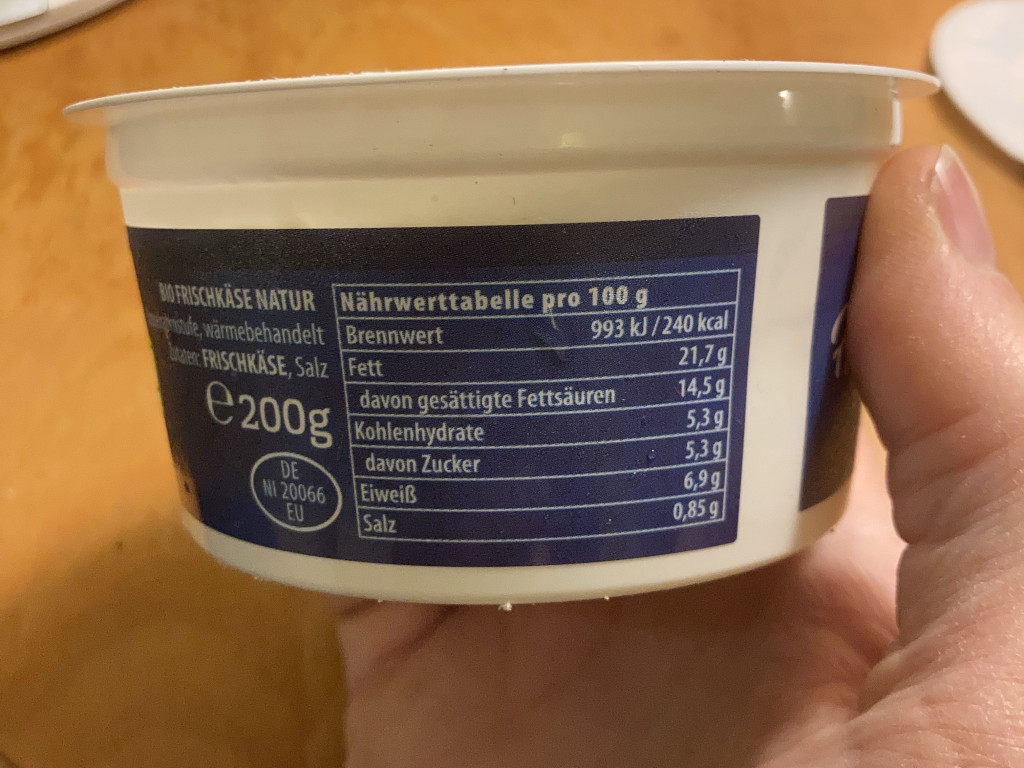 BIO FRISCHKÄSE NATUR
wärmebehandelt
Zutaten: FRISCHKÄSE, Salz
℮200g
DE
NI 20066
EU
Nährwerttabelle pro 100 g
Brennwert 993 kJ / 240 kcal
Fett 21,7 g
davon gesättigte Fettsäuren 14,5 g
Kohlenhydrate 5,3 g
davon Zucker 5,3 g
Eiweiß 6,9 g
Salz 0,85 g